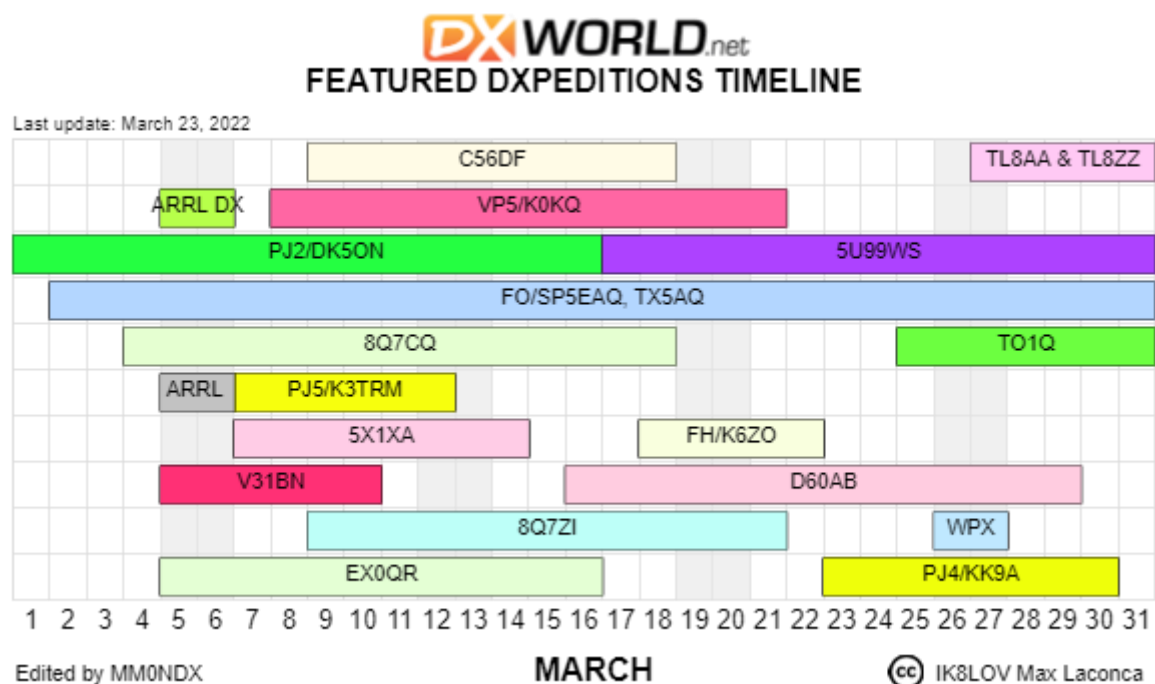 DX WORLD.net
FEATURED DXPEDITIONS TIMELINE
Last update: March 23, 2022
C56DF TL8AA & TL8ZZ
ARRL DX VP5/K0KQ
PJ2/DK5ON 5U99WS
FO/SP5EAQ, TX5AQ
8Q7CQ TO1Q
ARRL PJ5/K3TRM
5X1XA FH/K6ZO
V31BN D60AB
8Q7ZI WPX
EX0QR PJ4/KK9A
1 2 3 4 5 6 7 8 9 10 11 12 13 14 15 16 17 18 19 20 21 22 23 24 25 26 27 28 29 30 31
Edited by MM0NDX MARCH cc IK8LOV Max Laconca